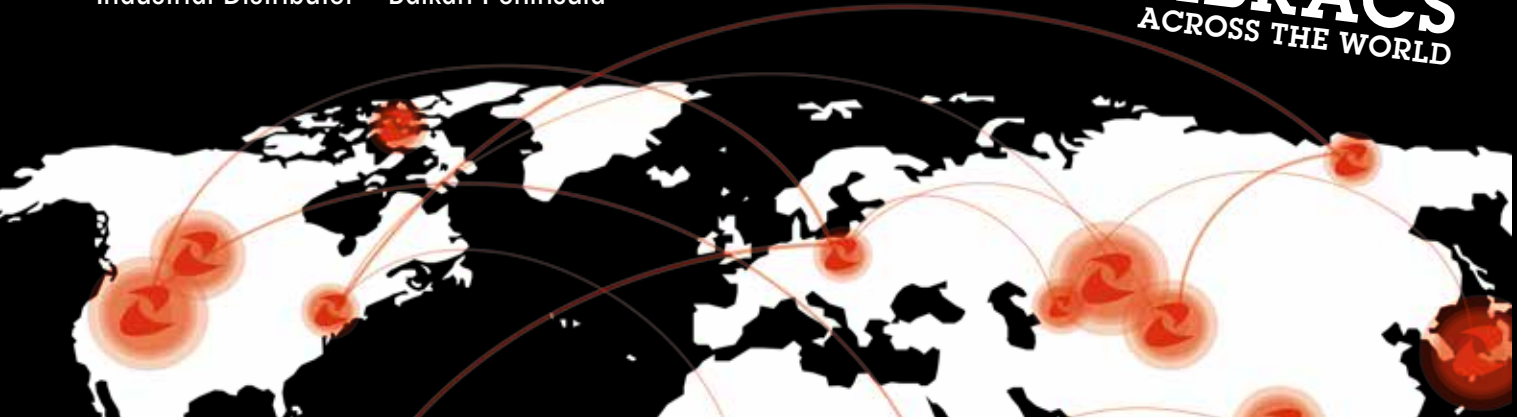 Industrial Distributor – Balkan Peninsula
ACROSS THE WORLD